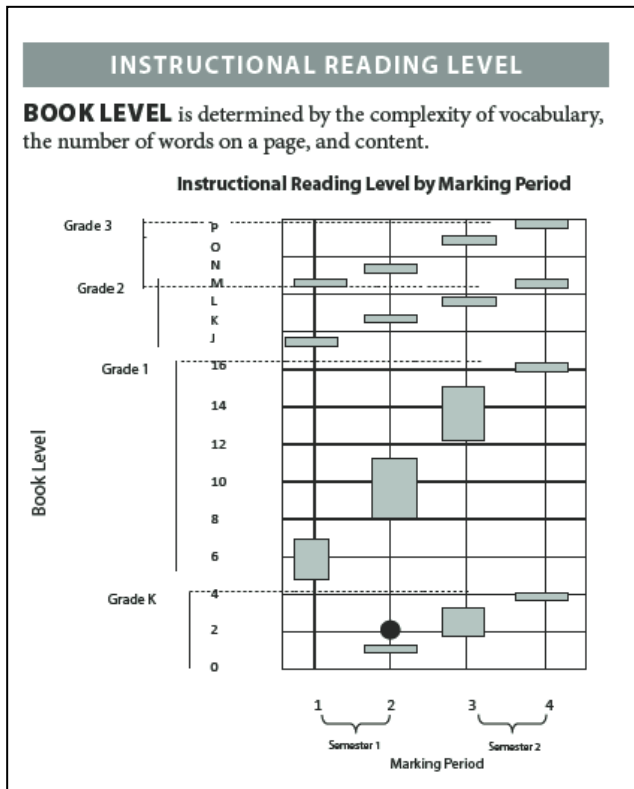 INSTRUCTIONAL READING LEVEL
BOOK LEVEL is determined by the complexity of vocabulary,
the number of words on a page, and content.
Instructional Reading Level by Marking Period
Grade 3
P
O
N
Grade 2
M
L
K
J
Grade 1
16
14
12
10
8
6
Grade K
4
2
0
Book Level
1 2 3 4
Semester 1 Semester 2
Marking Period